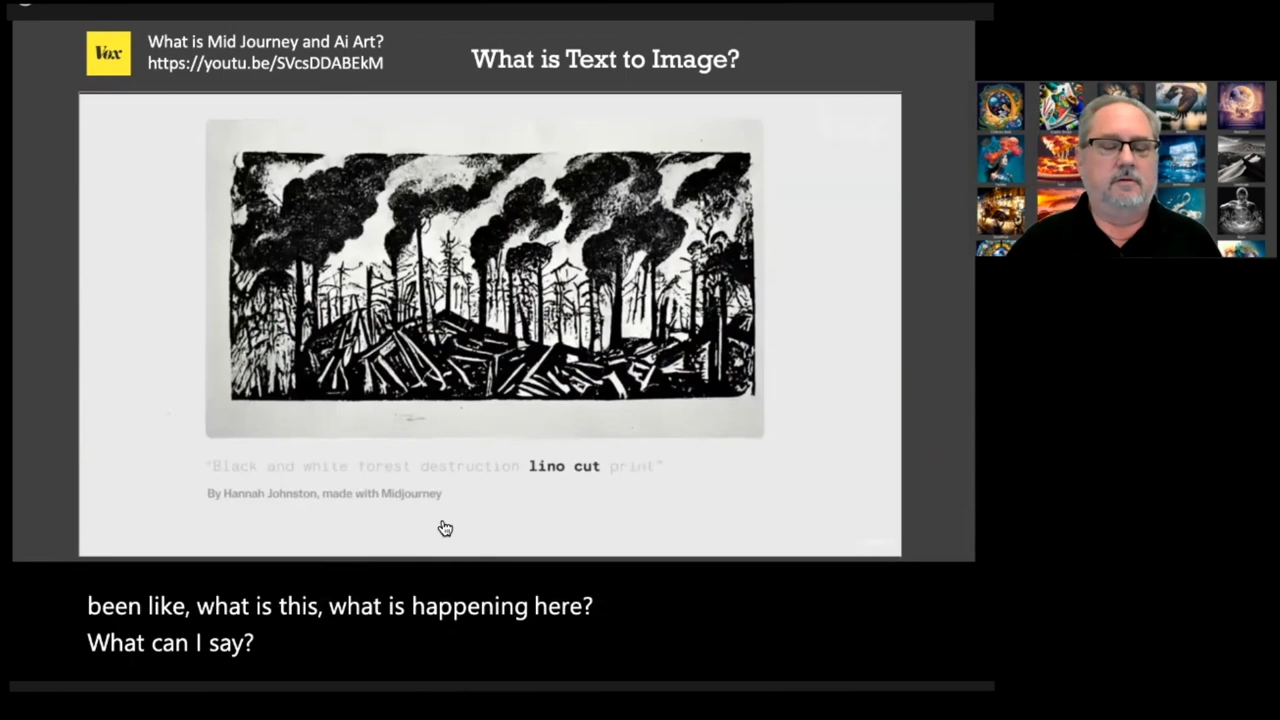 Vox
What is Mid Journey and Ai Art?
https://youtu.be/SVcsDDABEkM
What is Text to Image?
"Black and white forest destruction lino cut print"
By Hannah Johnston, made with Midjourney
been like, what is this, what is happening here?
What can I say?